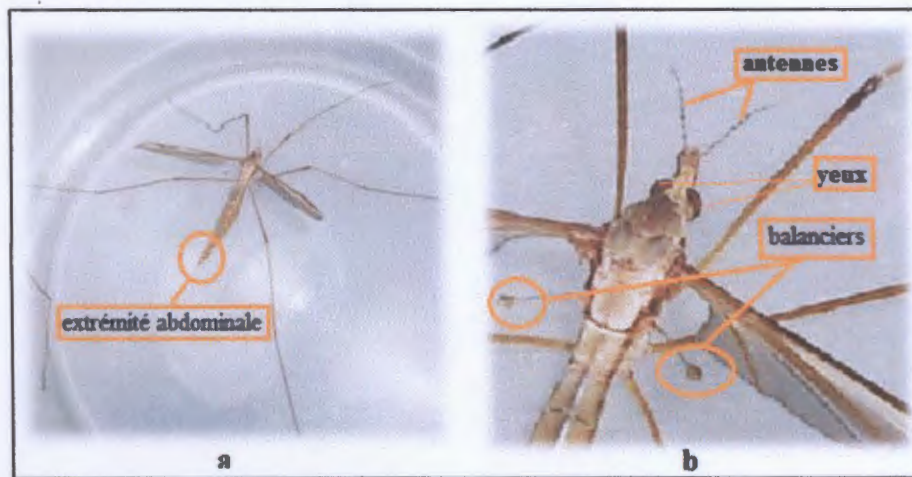 antennes
yeux
balanciers
extrémité abdominale
a
b